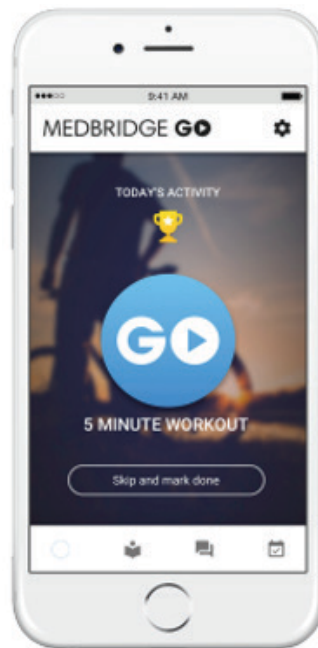 9:41 AM
MEDBRIDGE GO
TODAY'S ACTIVITY
GO
5 MINUTE WORKOUT
Skip and mark done